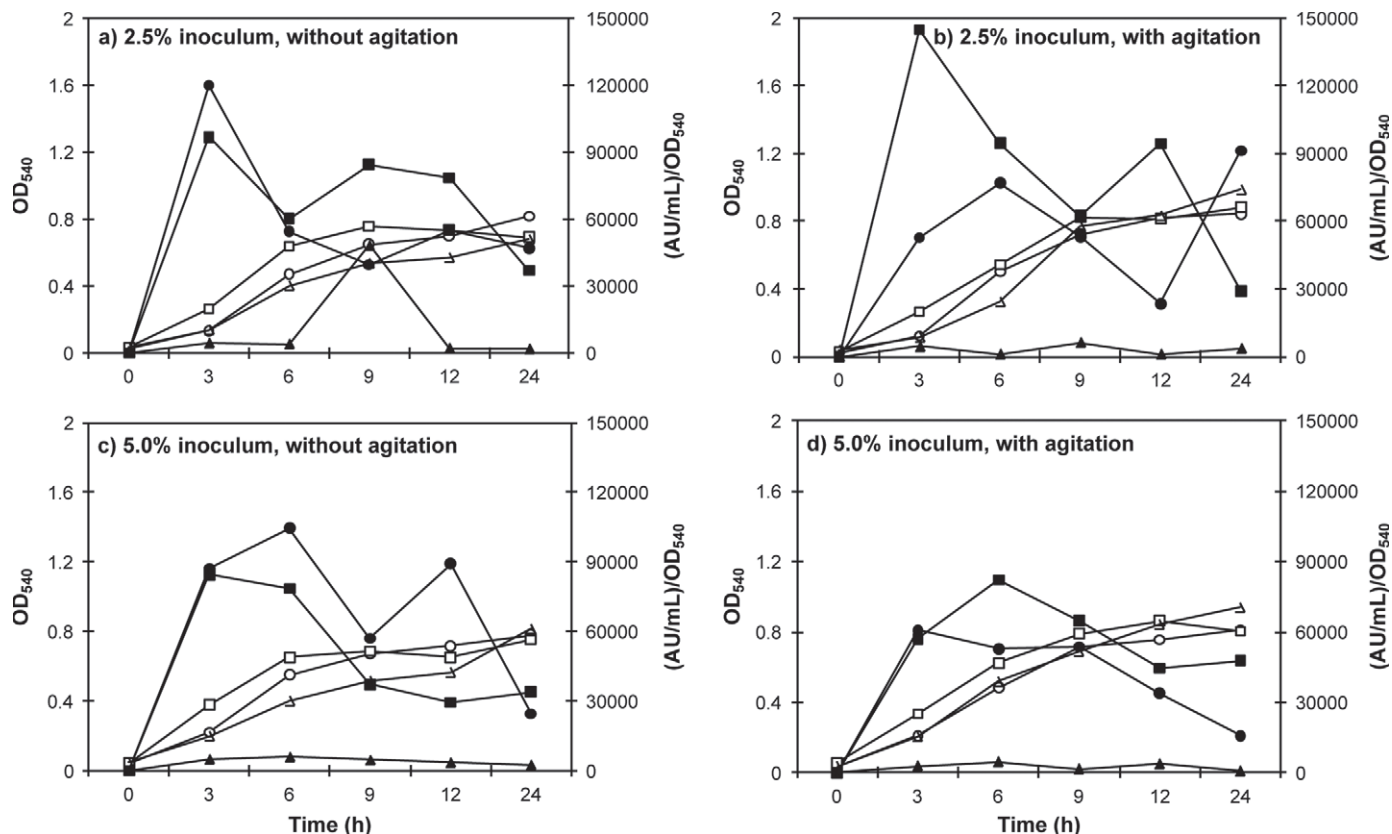 a) 2.5% inoculum, without agitation
OD540
2
1.6
1.2
0.8
0.4
0
150000
120000
90000
60000
30000
0
(AU/mL)/OD540
0 3 6 9 12 24
b) 2.5% inoculum, with agitation
OD540
2
1.6
1.2
0.8
0.4
0
150000
120000
90000
60000
30000
0
(AU/mL)/OD540
0 3 6 9 12 24
c) 5.0% inoculum, without agitation
OD540
2
1.6
1.2
0.8
0.4
0
150000
120000
90000
60000
30000
0
(AU/mL)/OD540
0 3 6 9 12 24
Time (h)
d) 5.0% inoculum, with agitation
OD540
2
1.6
1.2
0.8
0.4
0
150000
120000
90000
60000
30000
0
(AU/mL)/OD540
0 3 6 9 12 24
Time (h)